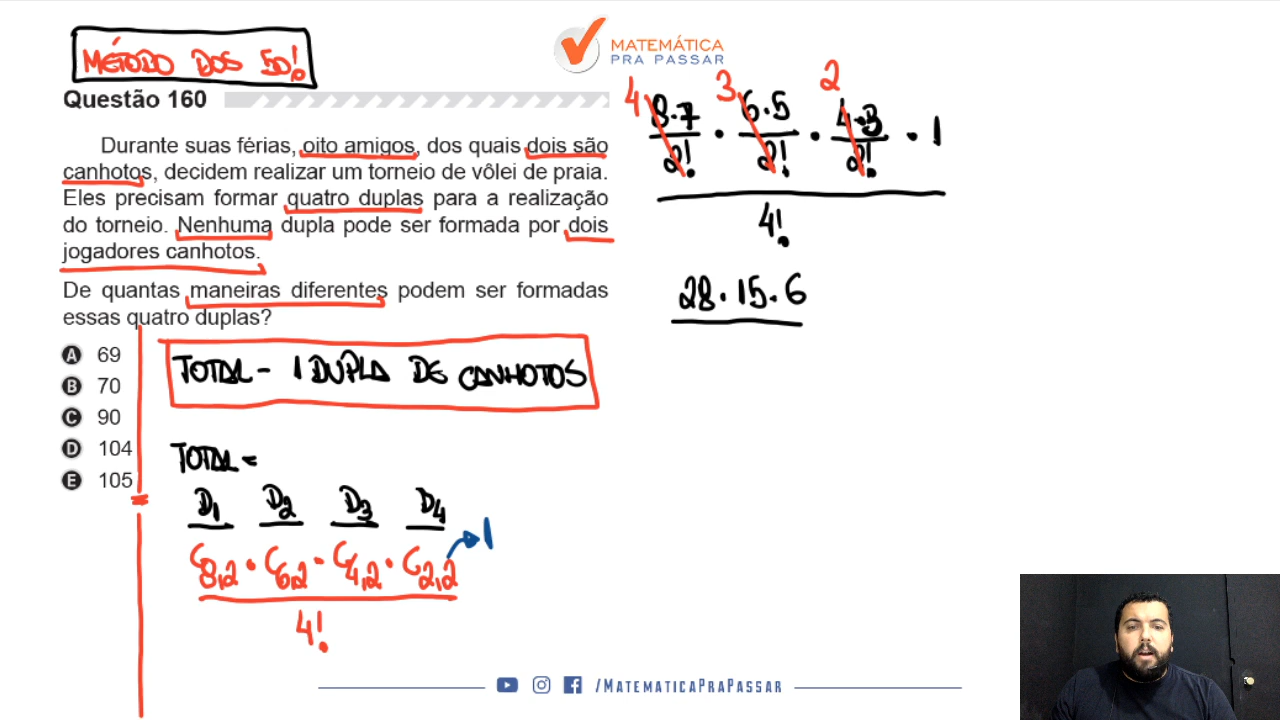 MÉTODO DOS 50!
MATEMÁTICA
PRA PASSAR
Questão 160
Durante suas férias, oito amigos, dos quais dois são
canhotos, decidem realizar um torneio de vôlei de praia.
Eles precisam formar quatro duplas para a realização
do torneio. Nenhuma dupla pode ser formada por dois
jogadores canhotos.
De quantas maneiras diferentes podem ser formadas
essas quatro duplas?
A 69
B 70
C 90
D 104
E 105
TOTAL - 1 DUPLA DE CANHOTOS
TOTAL =
D1 D2 D3 D4
C8,2 · C6,2 · C4,2 · C2,2 → 1
4!
4 3 2
8·7 6·5 4·3
2! · 2! · 2! · 1
4!
28·15·6
/MATEMATICAPRAPASSAR